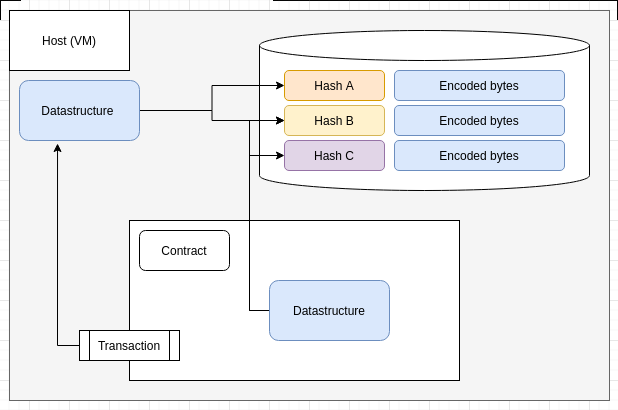 Host (VM)
Datastructure
Hash A
Encoded bytes
Hash B
Encoded bytes
Hash C
Encoded bytes
Contract
Datastructure
Transaction